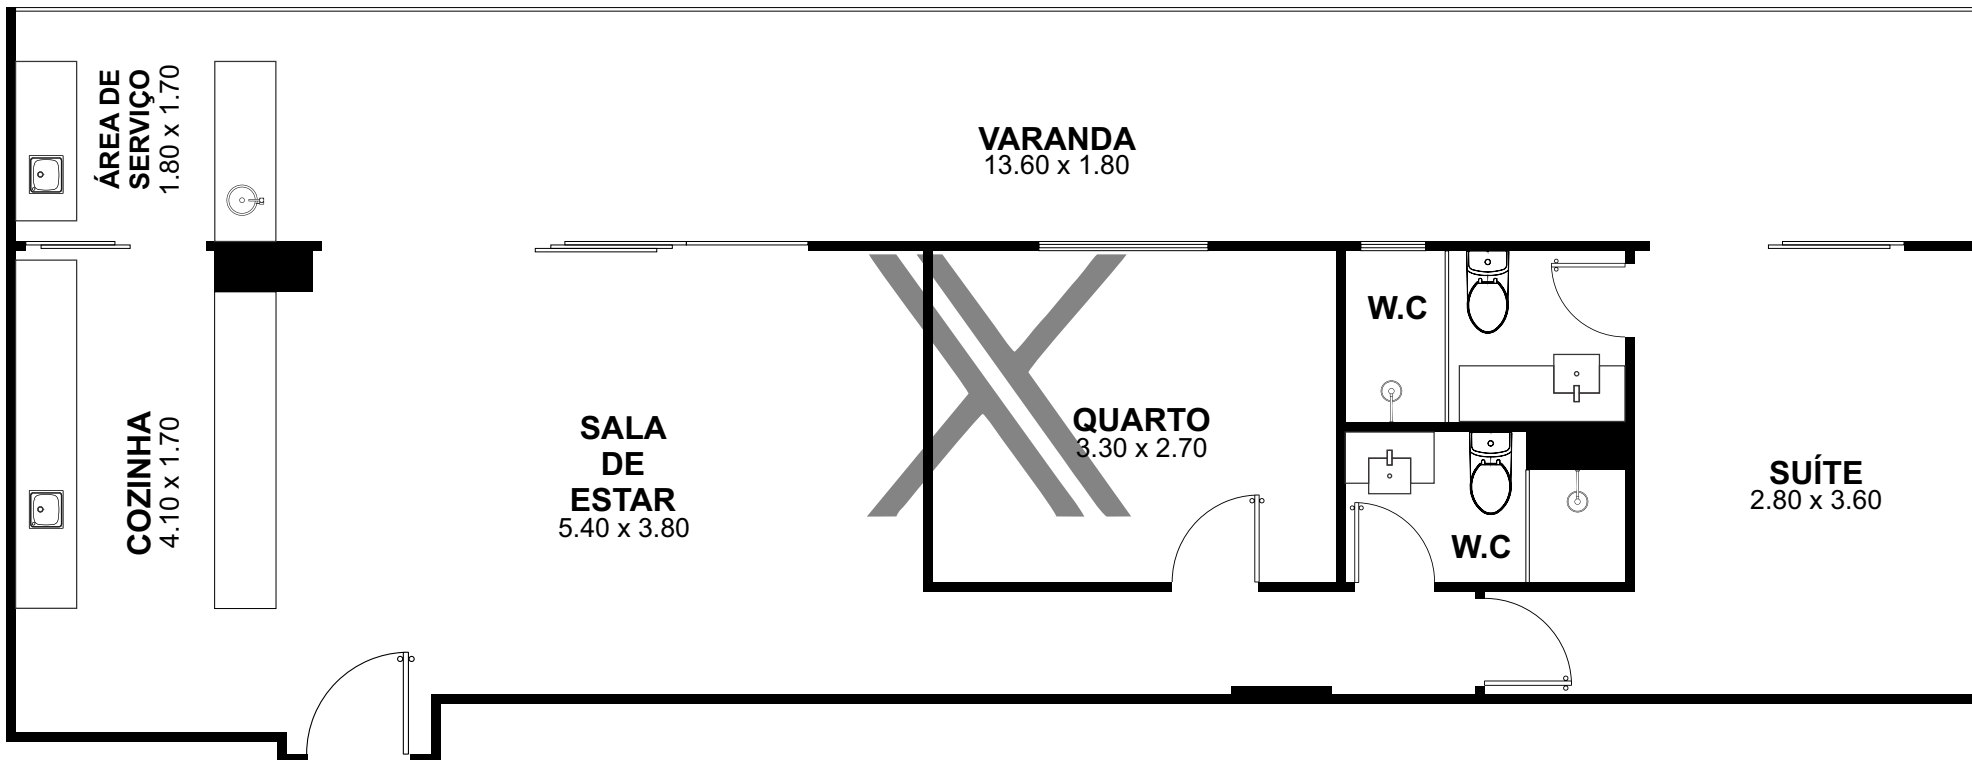 ÁREA DE
SERVIÇO
1.80 x 1.70
VARANDA
13.60 x 1.80
W.C
COZINHA
4.10 x 1.70
SALA
DE
ESTAR
5.40 x 3.80
QUARTO
3.30 x 2.70
SUÍTE
2.80 x 3.60
W.C